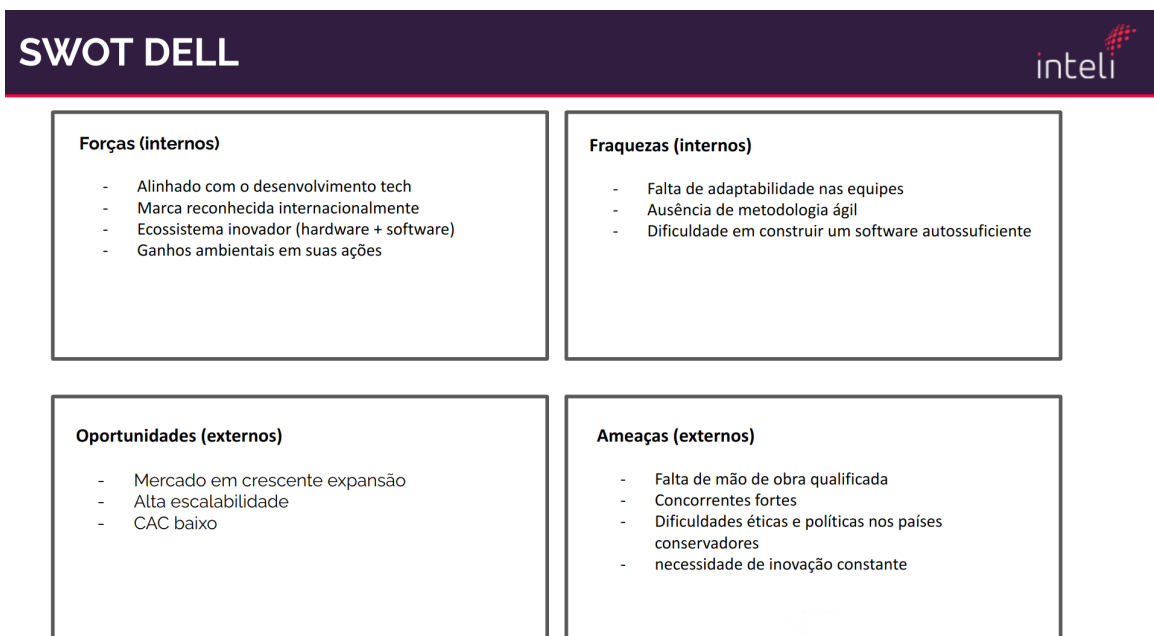 SWOT DELL
inteli
Forças (internos)
- Alinhado com o desenvolvimento tech
- Marca reconhecida internacionalmente
- Ecossistema inovador (hardware + software)
- Ganhos ambientais em suas ações
Fraquezas (internos)
- Falta de adaptabilidade nas equipes
- Ausência de metodologia ágil
- Dificuldade em construir um software autossuficiente
Oportunidades (externos)
- Mercado em crescente expansão
- Alta escalabilidade
- CAC baixo
Ameaças (externos)
- Falta de mão de obra qualificada
- Concorrentes fortes
- Dificuldades éticas e políticas nos países
conservadores
- necessidade de inovação constante